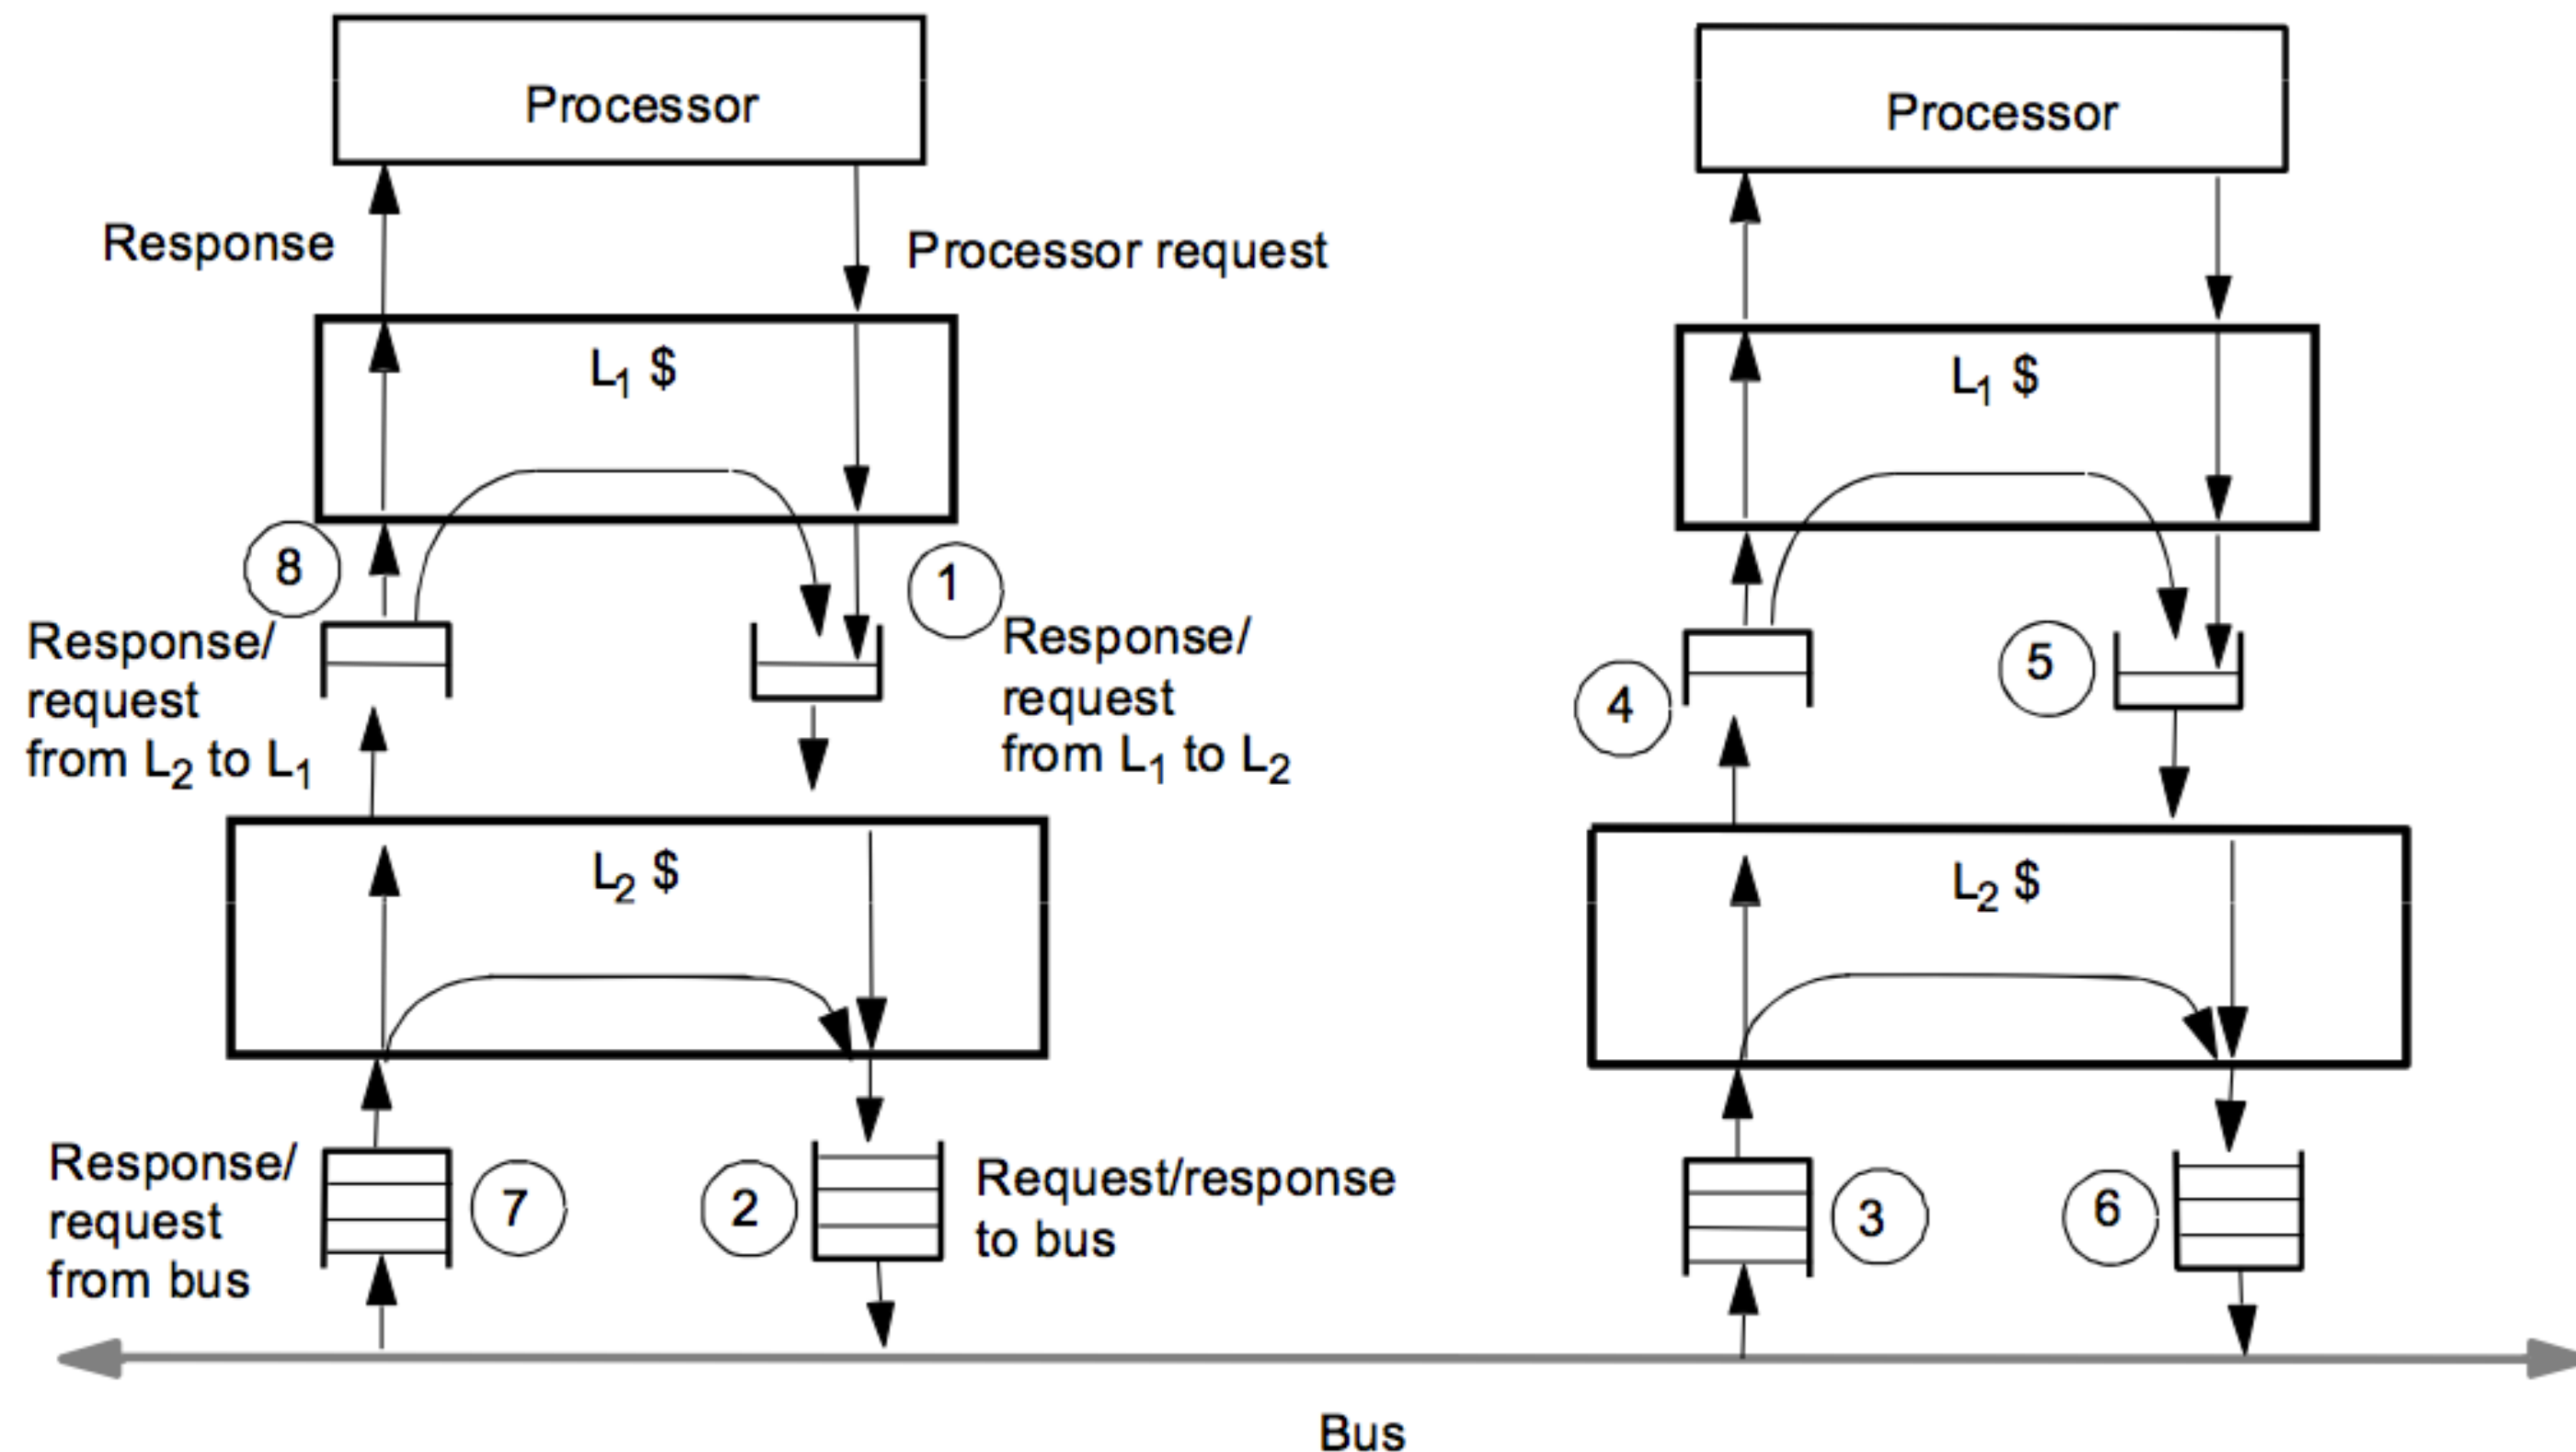 Processor
Processor
Response
Processor request
L₁ $
L₁ $
8
1
Response/
request
from L₂ to L₁
Response/
request
from L₁ to L₂
4
5
L₂ $
L₂ $
Response/
request
from bus
7
2
Request/response
to bus
3
6
Bus